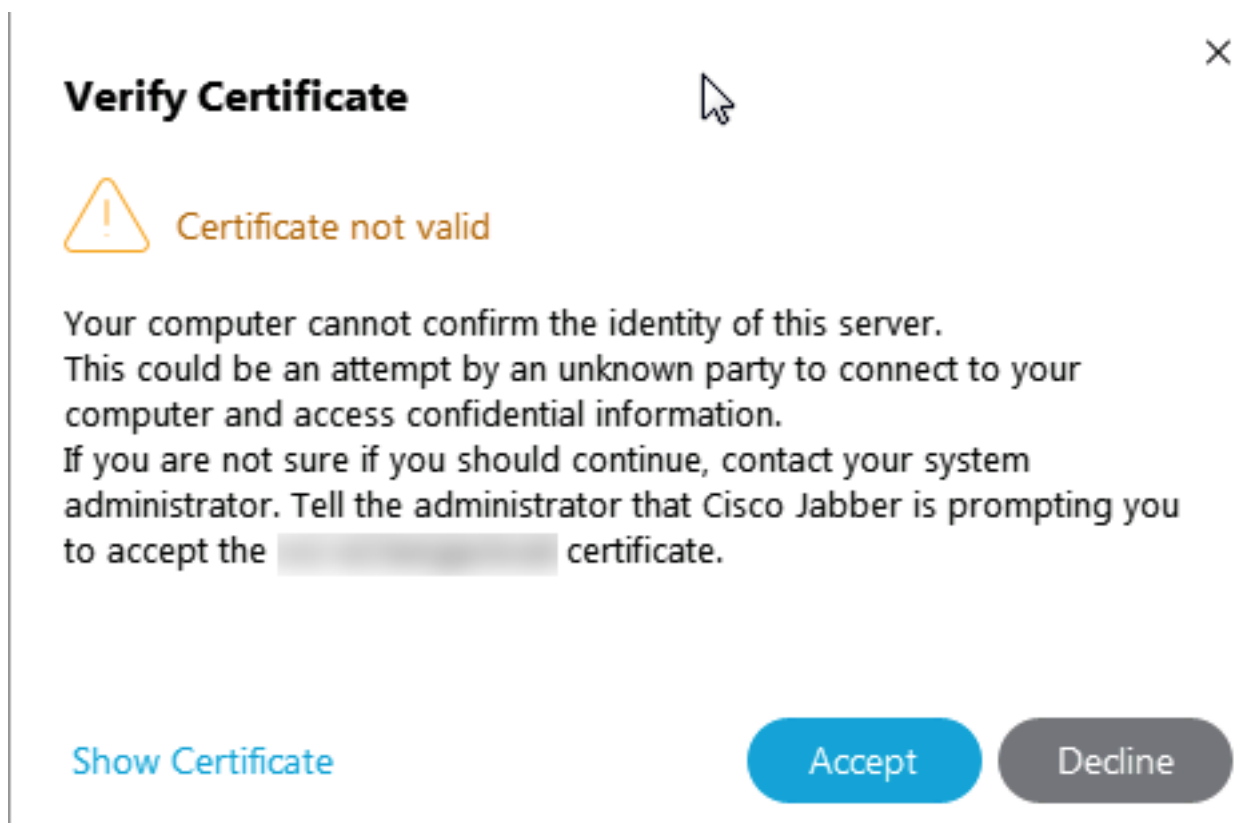 Verify Certificate
Certificate not valid
Your computer cannot confirm the identity of this server.
This could be an attempt by an unknown party to connect to your
computer and access confidential information.
If you are not sure if you should continue, contact your system
administrator. Tell the administrator that Cisco Jabber is prompting you
to accept the certificate.
Show Certificate
Accept
Decline